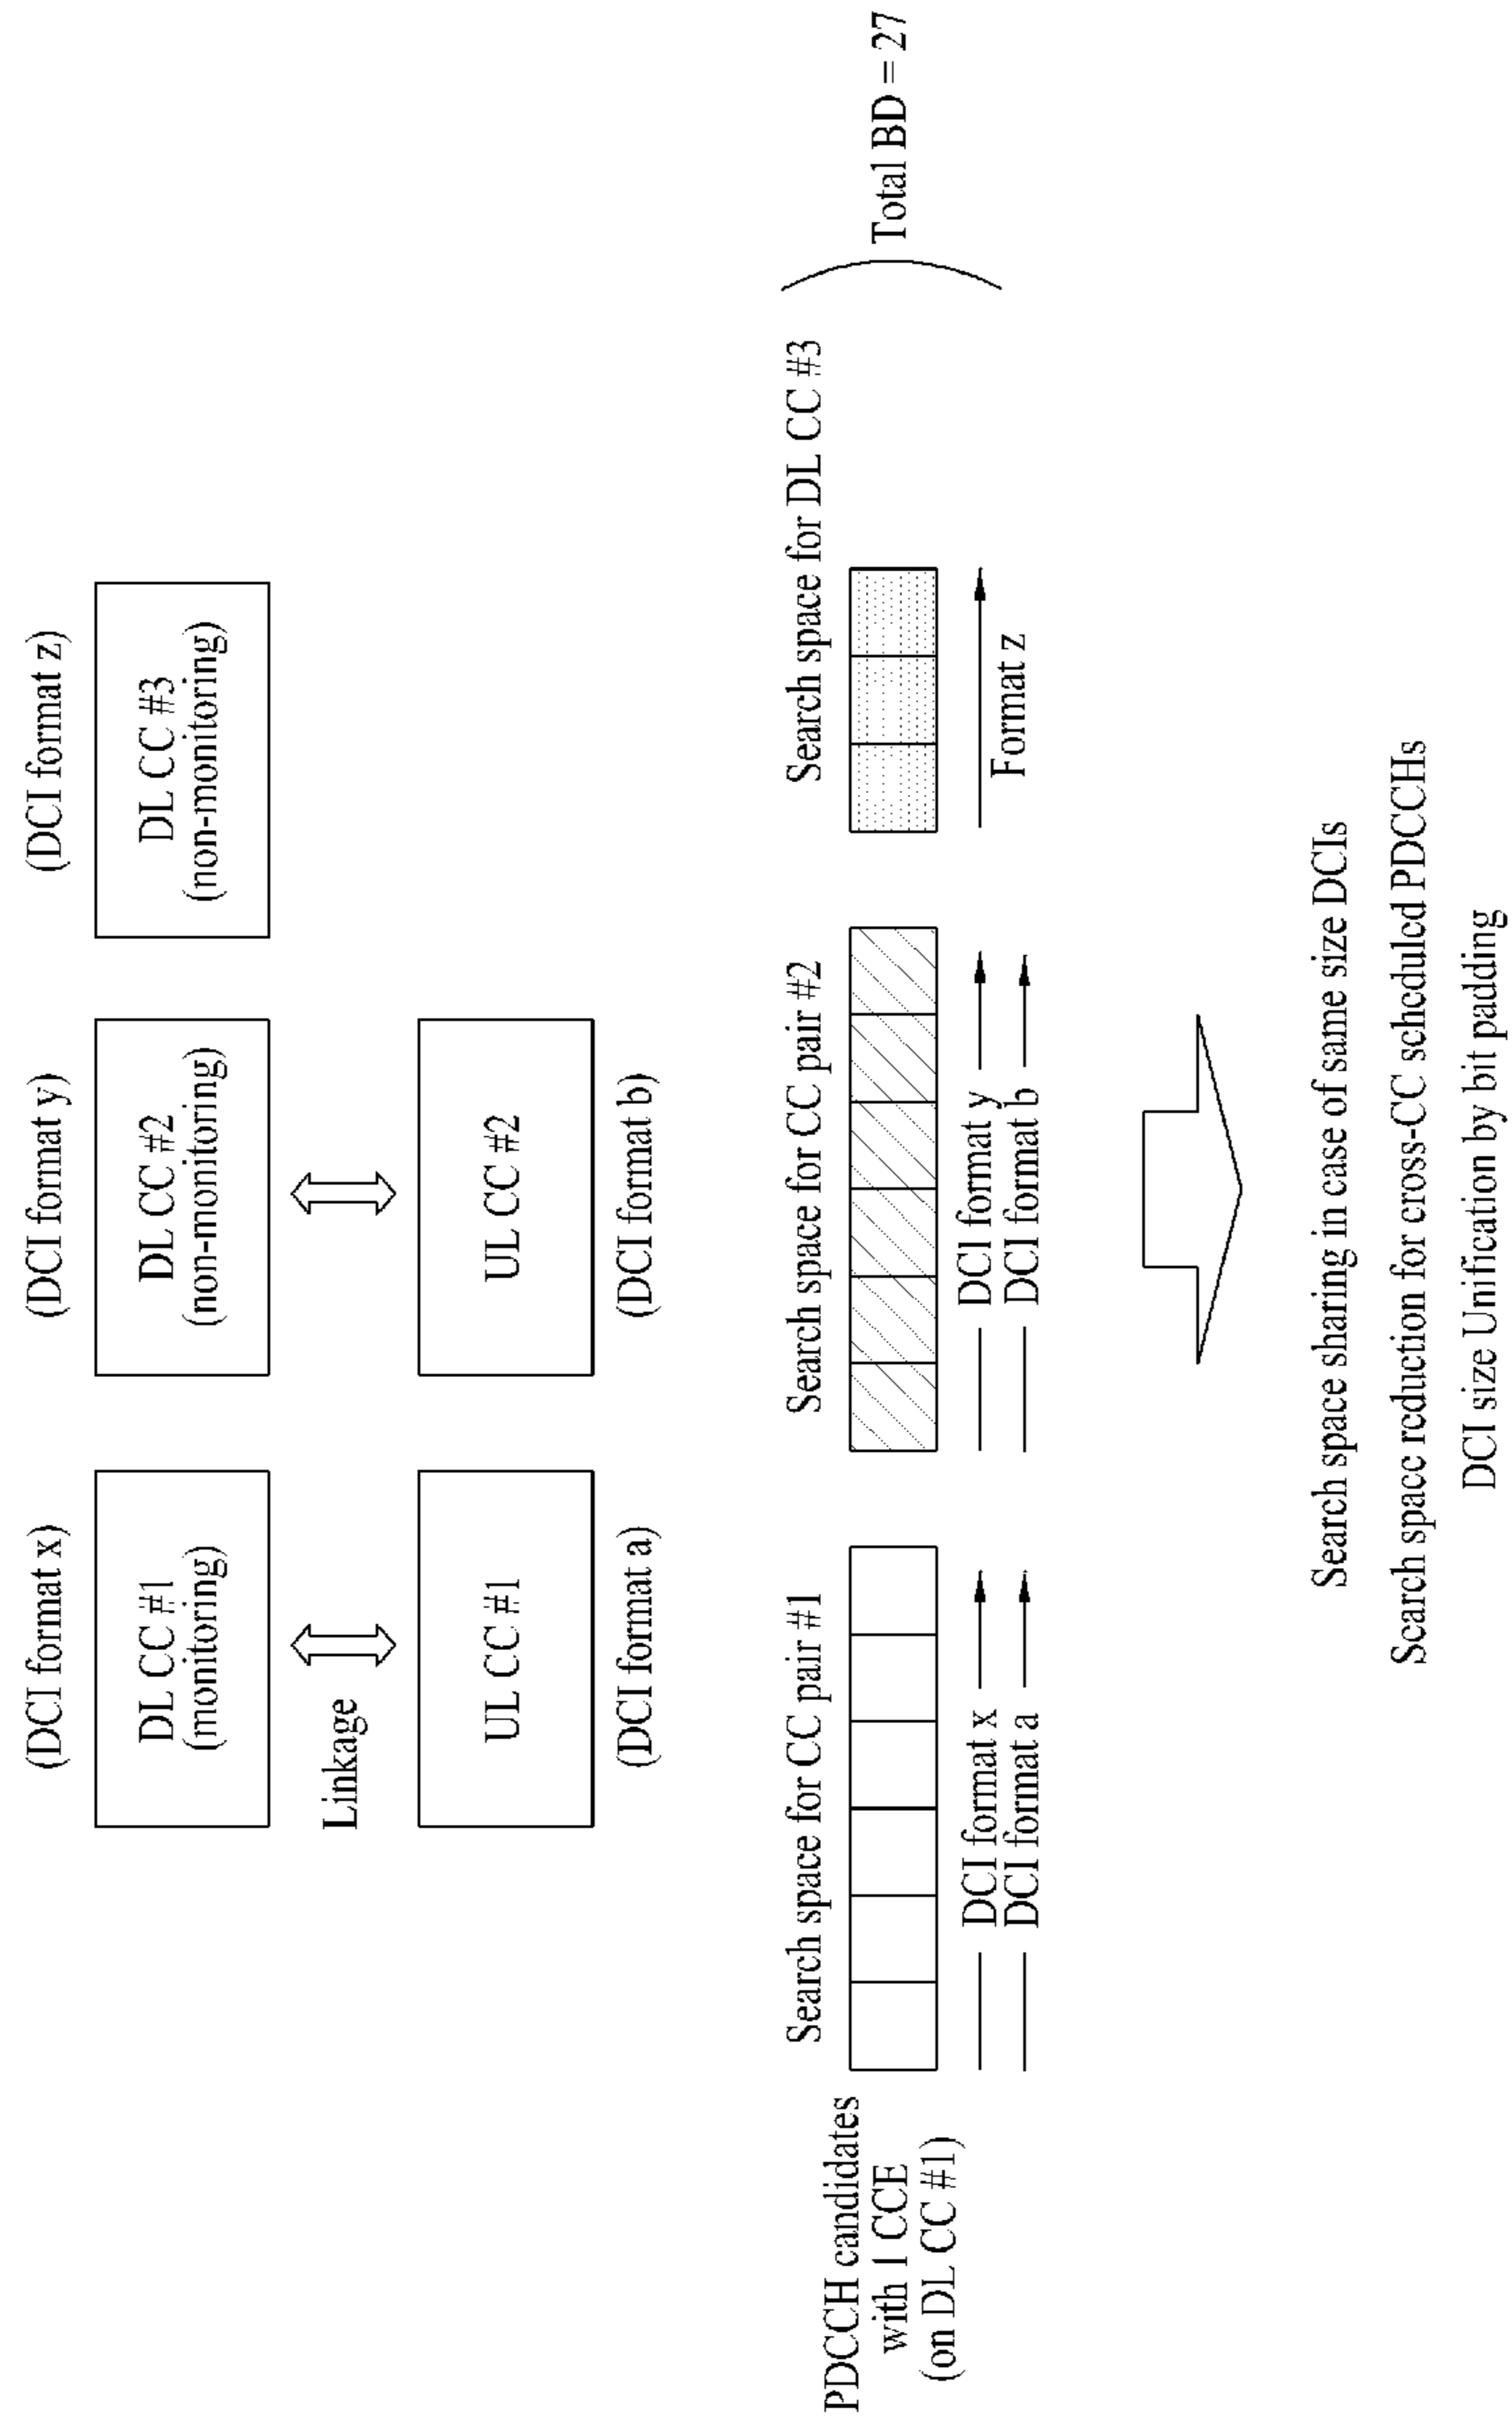 (DCI format x)
(DCI format y)
(DCI format z)
DL CC #1
(monitoring)
DL CC #2
(non-monitoring)
DL CC #3
(non-monitoring)
Linkage
UL CC #1
UL CC #2
(DCI format a)
(DCI format b)
Search space for CC pair #1
Search space for CC pair #2
Search space for DL CC #3
PDCCH candidates
with 1 CCE
(on DL CC #1)
Total BD = 27
DCI format x
DCI format a
DCI format y
DCI format b
Format z
Search space sharing in case of same size DCIs
Search space reduction for cross-CC scheduled PDCCHs
DCI size Unification by bit padding